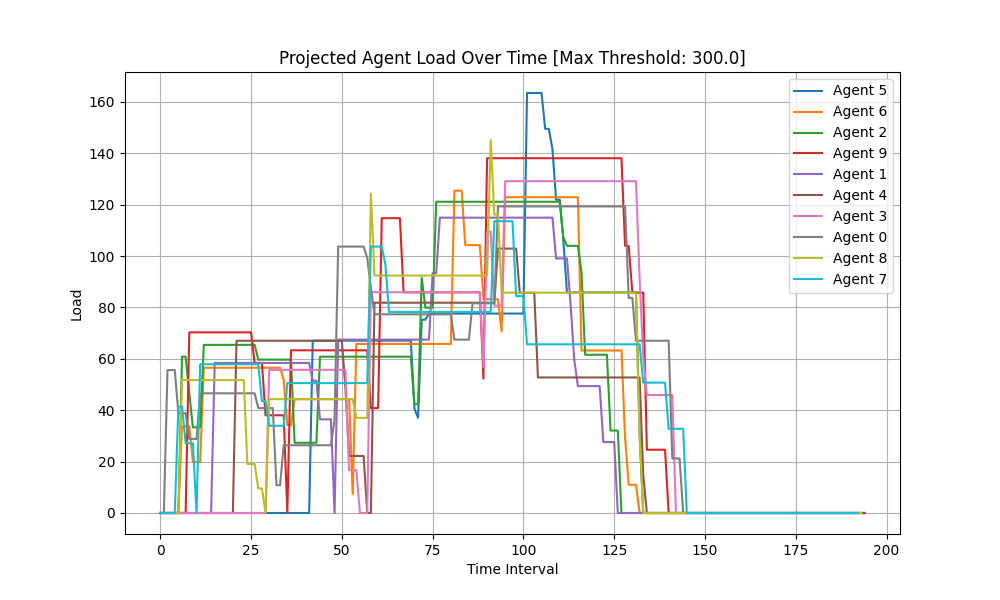 Projected Agent Load Over Time [Max Threshold: 300.0]
Load
160
140
120
100
80
60
40
20
0
0 25 50 75 100 125 150 175 200
Time Interval
Agent 5
Agent 6
Agent 2
Agent 9
Agent 1
Agent 4
Agent 3
Agent 0
Agent 8
Agent 7